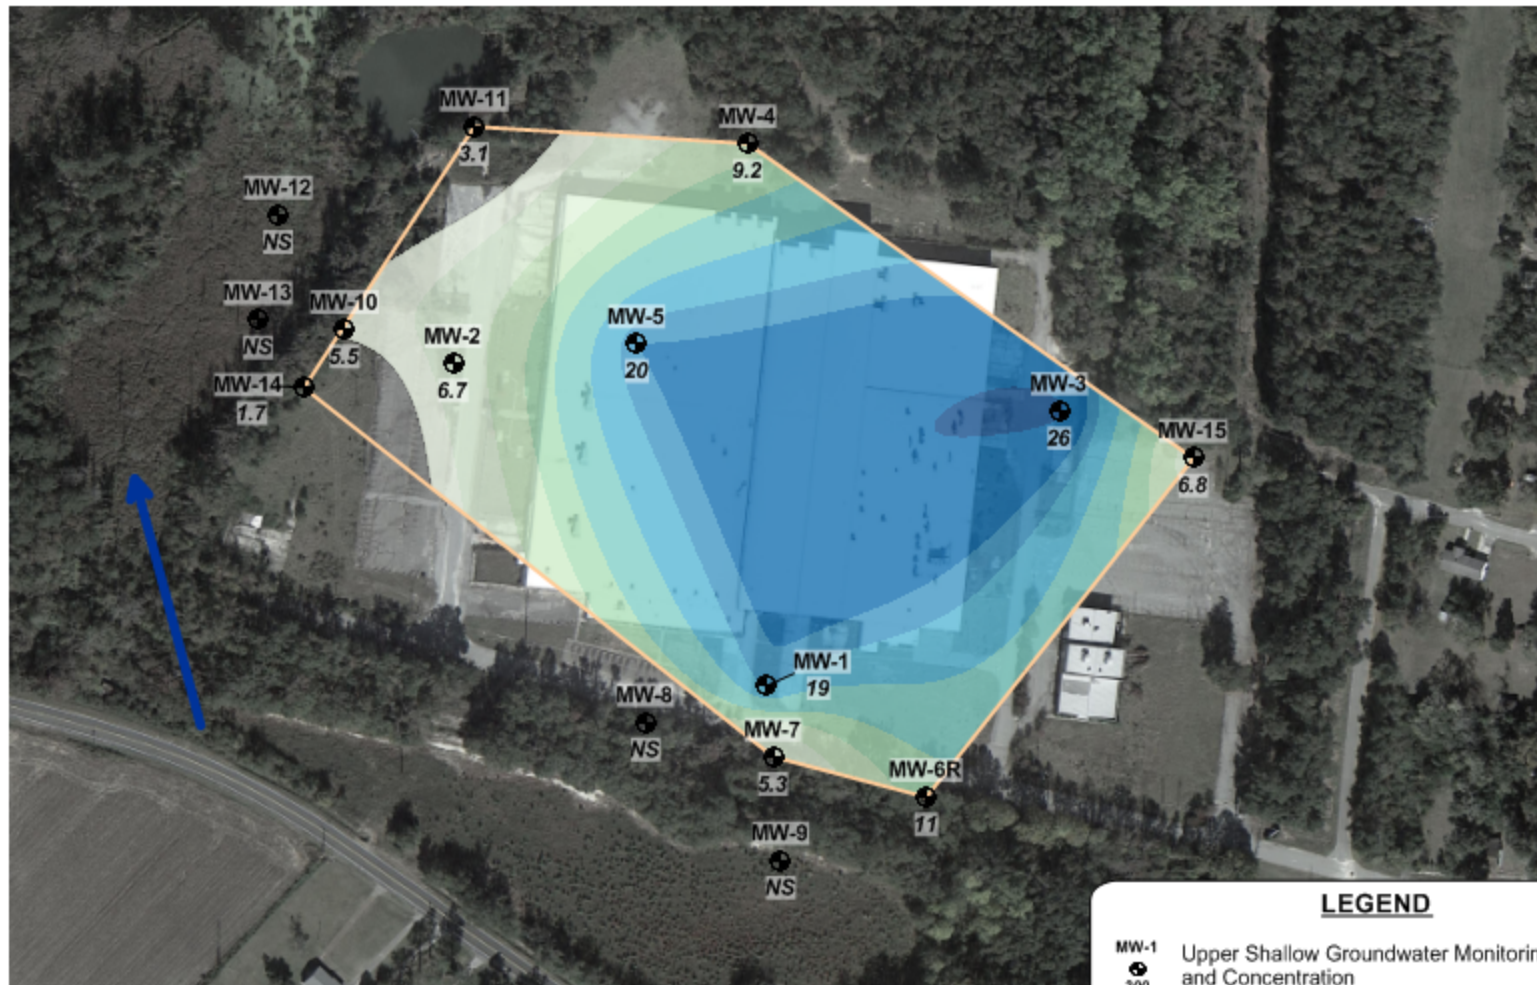 MW-11
3.1
MW-4
9.2
MW-12
NS
MW-13
NS
MW-10
5.5
MW-2
6.7
MW-5
20
MW-14
1.7
MW-3
26
MW-15
6.8
MW-1
19
MW-8
NS
MW-7
5.3
MW-6R
11
MW-9
NS
LEGEND
MW-1
Upper Shallow Groundwater Monitorin
and Concentration